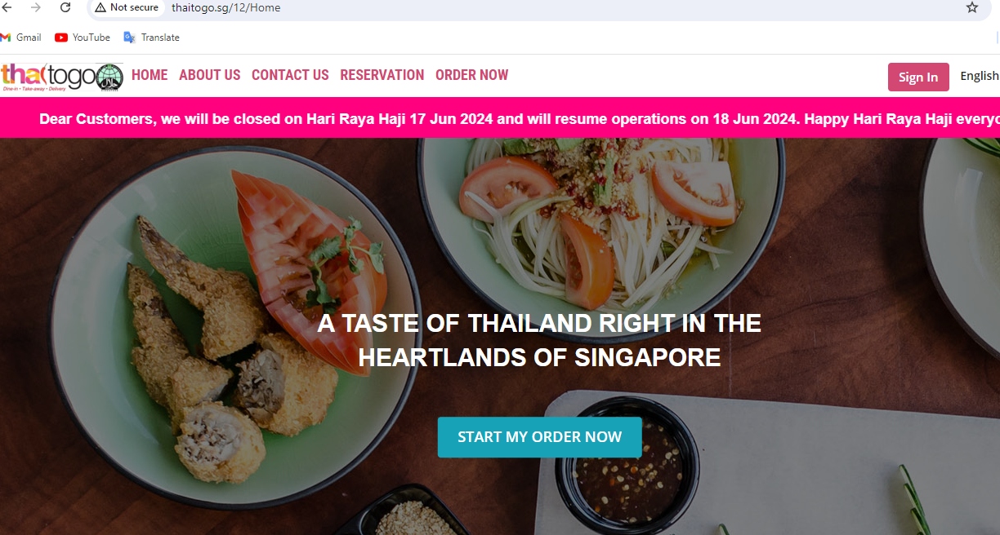 Not secure thaitogo.sg/12/Home
Gmail YouTube Translate
thaitogo HOME ABOUT US CONTACT US RESERVATION ORDER NOW Sign In English
Dine-in • Take-away • Delivery
Dear Customers, we will be closed on Hari Raya Haji 17 Jun 2024 and will resume operations on 18 Jun 2024. Happy Hari Raya Haji everyo
A TASTE OF THAILAND RIGHT IN THE
HEARTLANDS OF SINGAPORE
START MY ORDER NOW